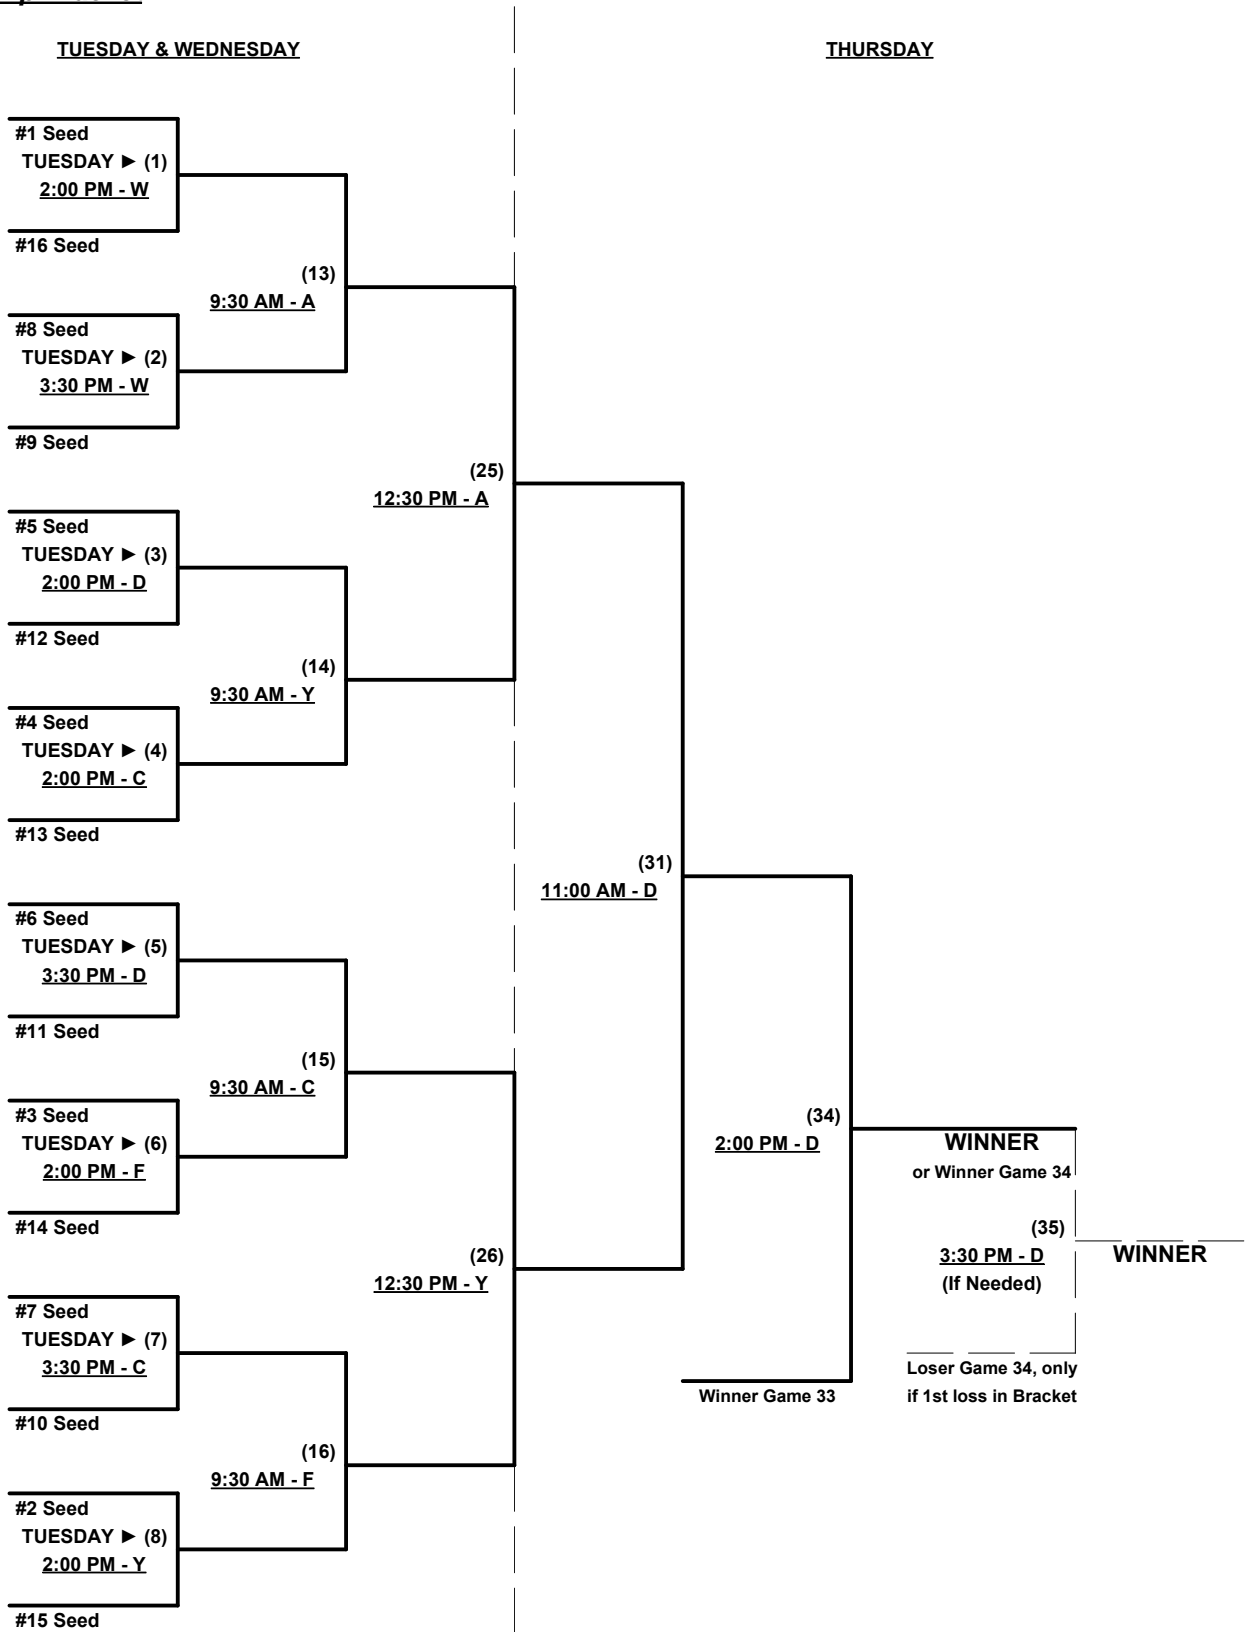 TUESDAY & WEDNESDAY
THURSDAY
#1 Seed
TUESDAY ► (1)
2:00 PM - W
#16 Seed
(13)
9:30 AM - A
#8 Seed
TUESDAY ► (2)
3:30 PM - W
#9 Seed
(25)
12:30 PM - A
#5 Seed
TUESDAY ► (3)
2:00 PM - D
#12 Seed
(14)
9:30 AM - Y
#4 Seed
TUESDAY ► (4)
2:00 PM - C
#13 Seed
(31)
11:00 AM - D
#6 Seed
TUESDAY ► (5)
3:30 PM - D
#11 Seed
(15)
9:30 AM - C
#3 Seed
TUESDAY ► (6)
2:00 PM - F
#14 Seed
(34)
2:00 PM - D
WINNER
or Winner Game 34
(35)
3:30 PM - D
(If Needed)
WINNER
(26)
12:30 PM - Y
#7 Seed
TUESDAY ► (7)
3:30 PM - C
#10 Seed
Winner Game 33
Loser Game 34, only
if 1st loss in Bracket
(16)
9:30 AM - F
#2 Seed
TUESDAY ► (8)
2:00 PM - Y
#15 Seed